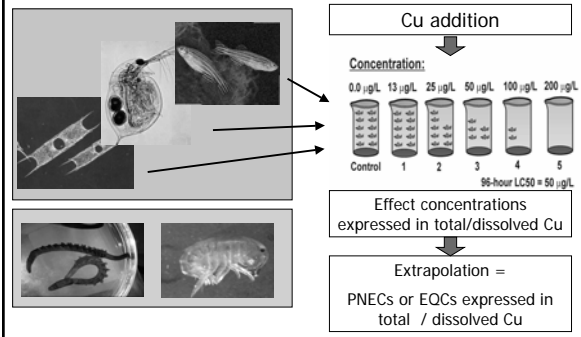 Cu addition
Concentration:
0.0 µg/L 13 µg/L 25 µg/L 50 µg/L 100 µg/L 200 µg/L
Control 1 2 3 4 5
96-hour LC50 = 50 µg/L
Effect concentrations
expressed in total/dissolved Cu
Extrapolation =
PNECs or EQCs expressed in
total / dissolved Cu